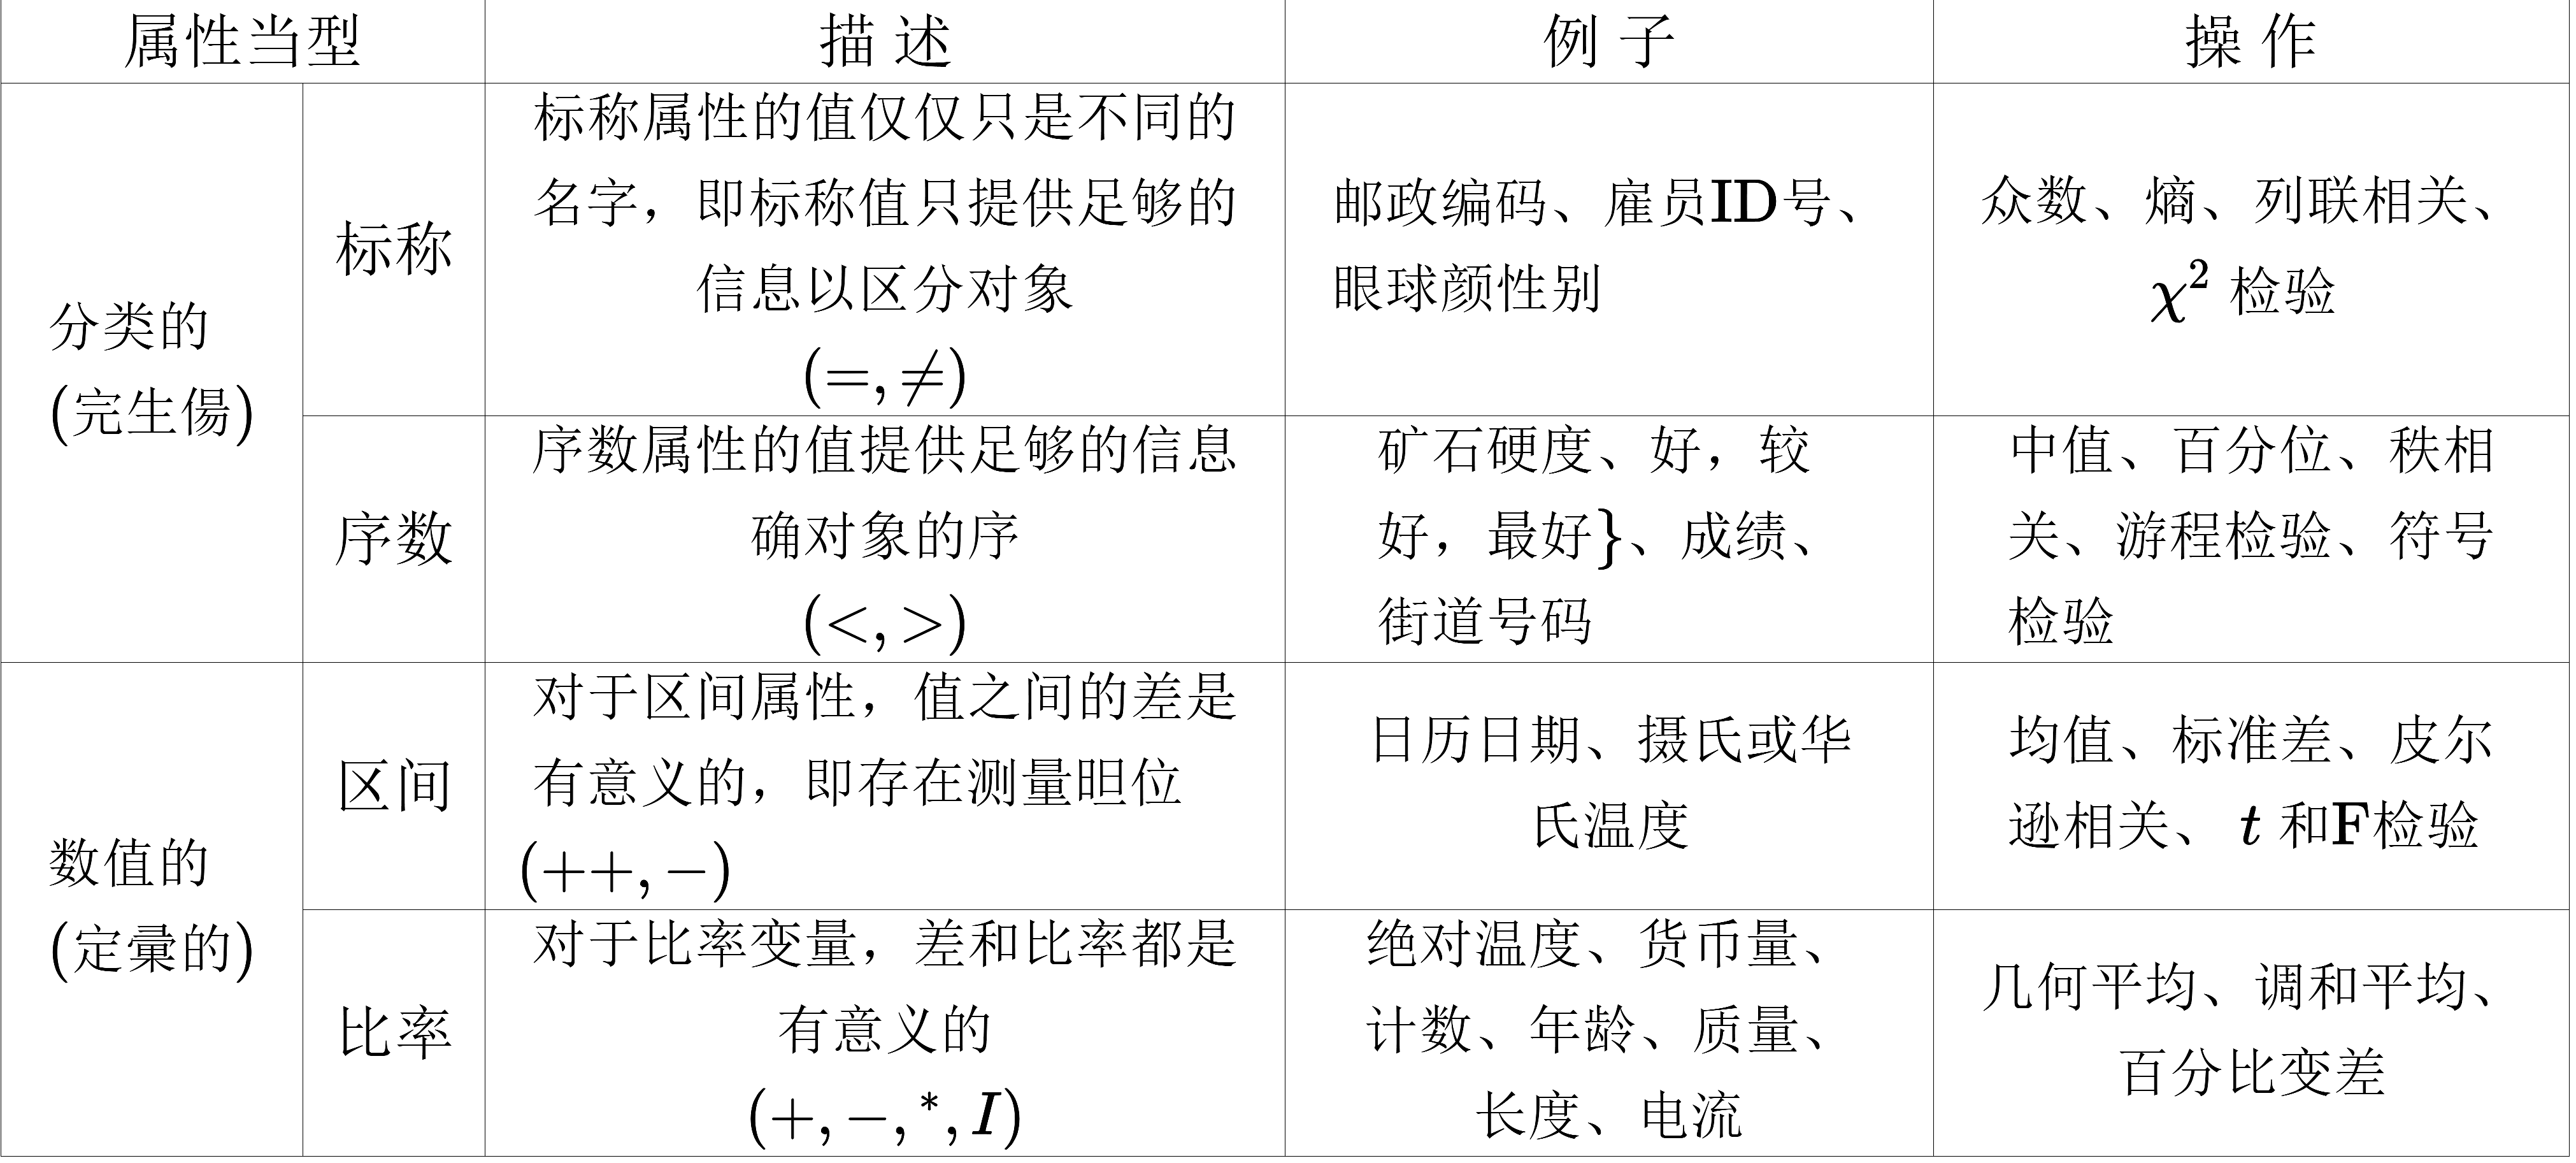 属性当型 描 述 例 子 操 作
分类的
(完生偒)
标称
标称属性的值仅仅只是不同的
名字，即标称值只提供足够的
信息以区分对象
(=,≠)
邮政编码、雇员ID号、
眼球颜性别
众数、熵、列联相关、
χ² 检验
序数
序数属性的值提供足够的信息
确对象的序
(<,>)
矿石硬度、好，较
好，最好}、成绩、
街道号码
中值、百分位、秩相
关、游程检验、符号
检验
数值的
(定彙的)
区间
对于区间属性，值之间的差是
有意义的，即存在测量眃位
(++,−)
日历日期、摄氏或华
氏温度
均值、标准差、皮尔
逊相关、 t 和F检验
比率
对于比率变量，差和比率都是
有意义的
(+,−,*,I)
绝对温度、货币量、
计数、年龄、质量、
长度、电流
几何平均、调和平均、
百分比变差